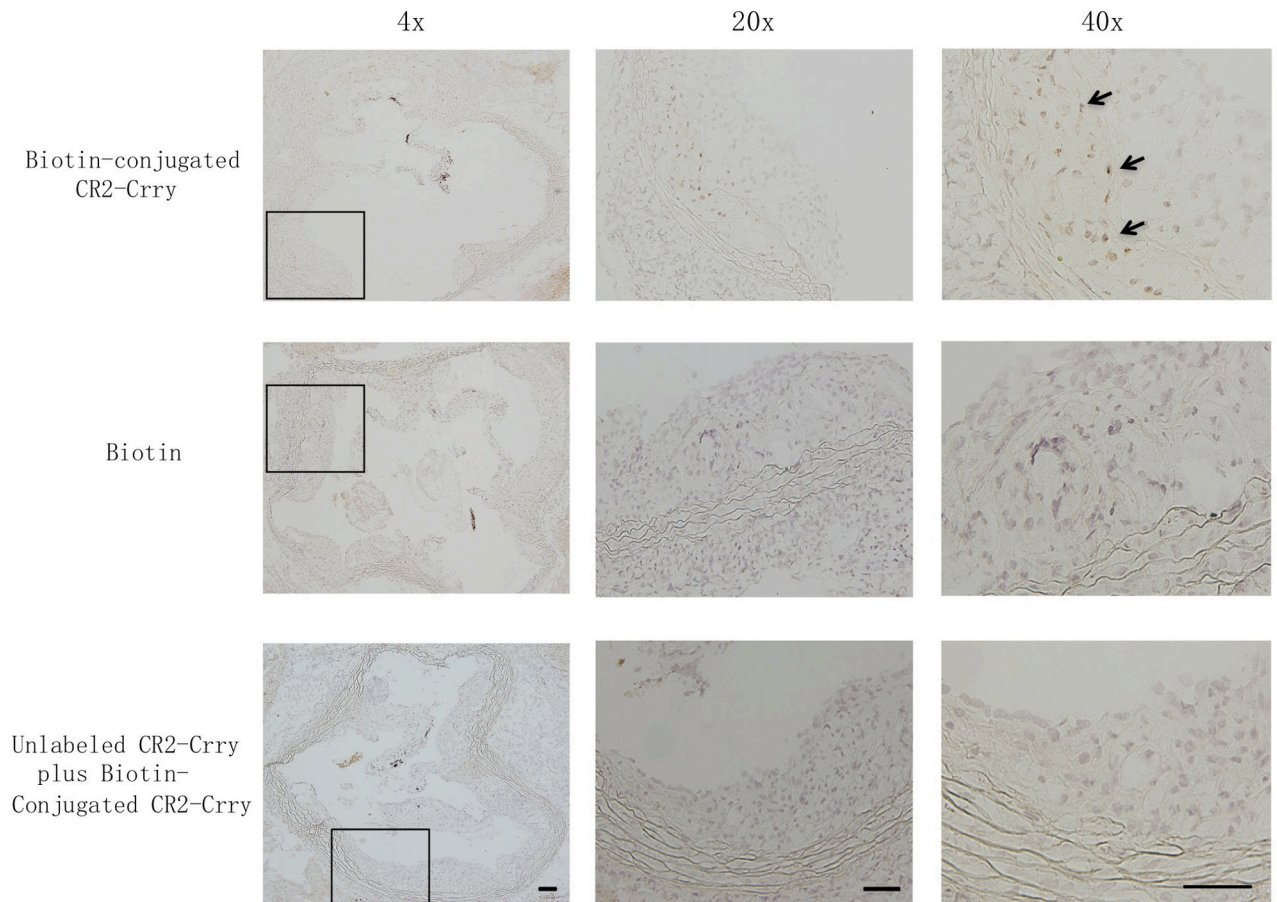 4x
20x
40x
Biotin-conjugated
CR2-Crry
Biotin
Unlabeled CR2-Crry
plus Biotin-
Conjugated CR2-Crry